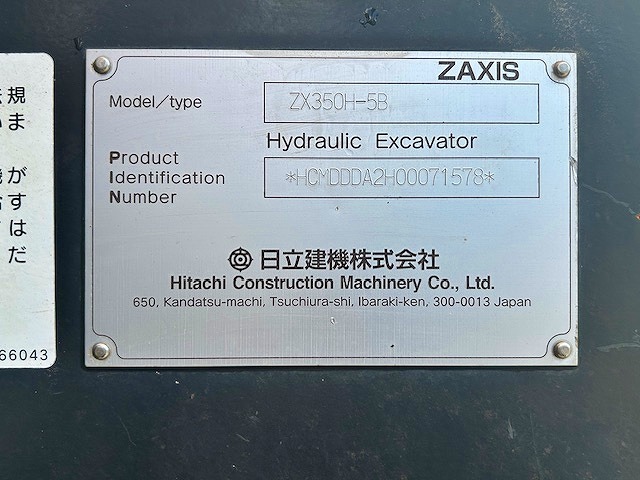 ZAXIS
Model/type ZX350H-5B
Hydraulic Excavator
Product
Identification
Number
*HCMDDDA2H00071578*
日立建機株式会社
Hitachi Construction Machinery Co., Ltd.
650, Kandatsu-machi, Tsuchiura-shi, Ibaraki-ken, 300-0013 Japan
規
ま
が
す
は
だ
66043